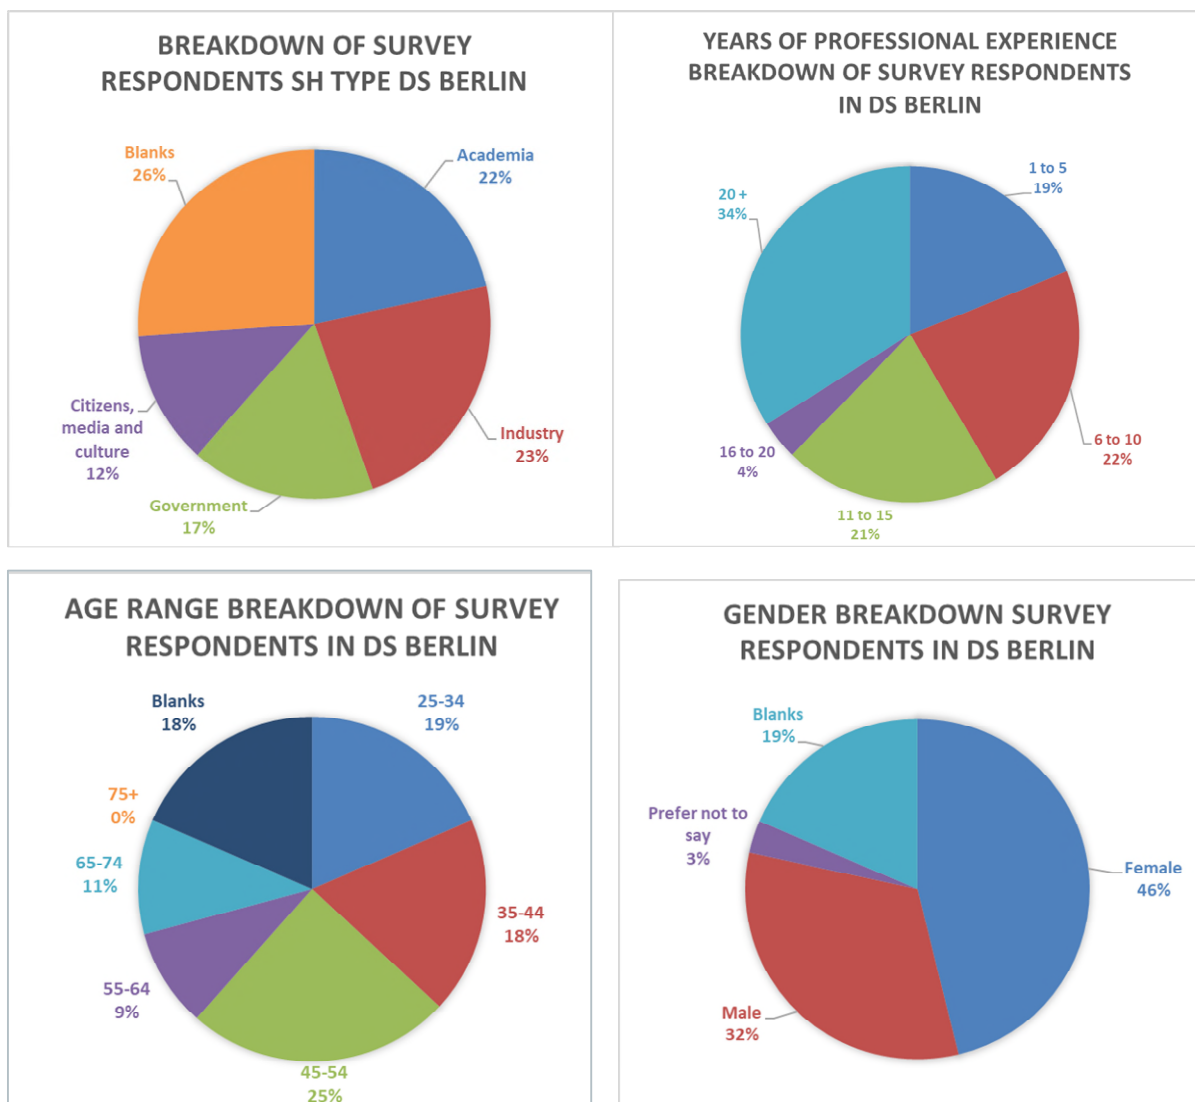 BREAKDOWN OF SURVEY
RESPONDENTS SH TYPE DS BERLIN
Blanks
26%
Academia
22%
Citizens,
media and
culture
12%
Industry
23%
Government
17%
YEARS OF PROFESSIONAL EXPERIENCE
BREAKDOWN OF SURVEY RESPONDENTS
IN DS BERLIN
1 to 5
19%
20 +
34%
6 to 10
22%
16 to 20
4%
11 to 15
21%
AGE RANGE BREAKDOWN OF SURVEY
RESPONDENTS IN DS BERLIN
Blanks
18%
25-34
19%
75+
0%
65-74
11%
35-44
18%
55-64
9%
45-54
25%
GENDER BREAKDOWN SURVEY
RESPONDENTS IN DS BERLIN
Blanks
19%
Prefer not to
say
3%
Female
46%
Male
32%